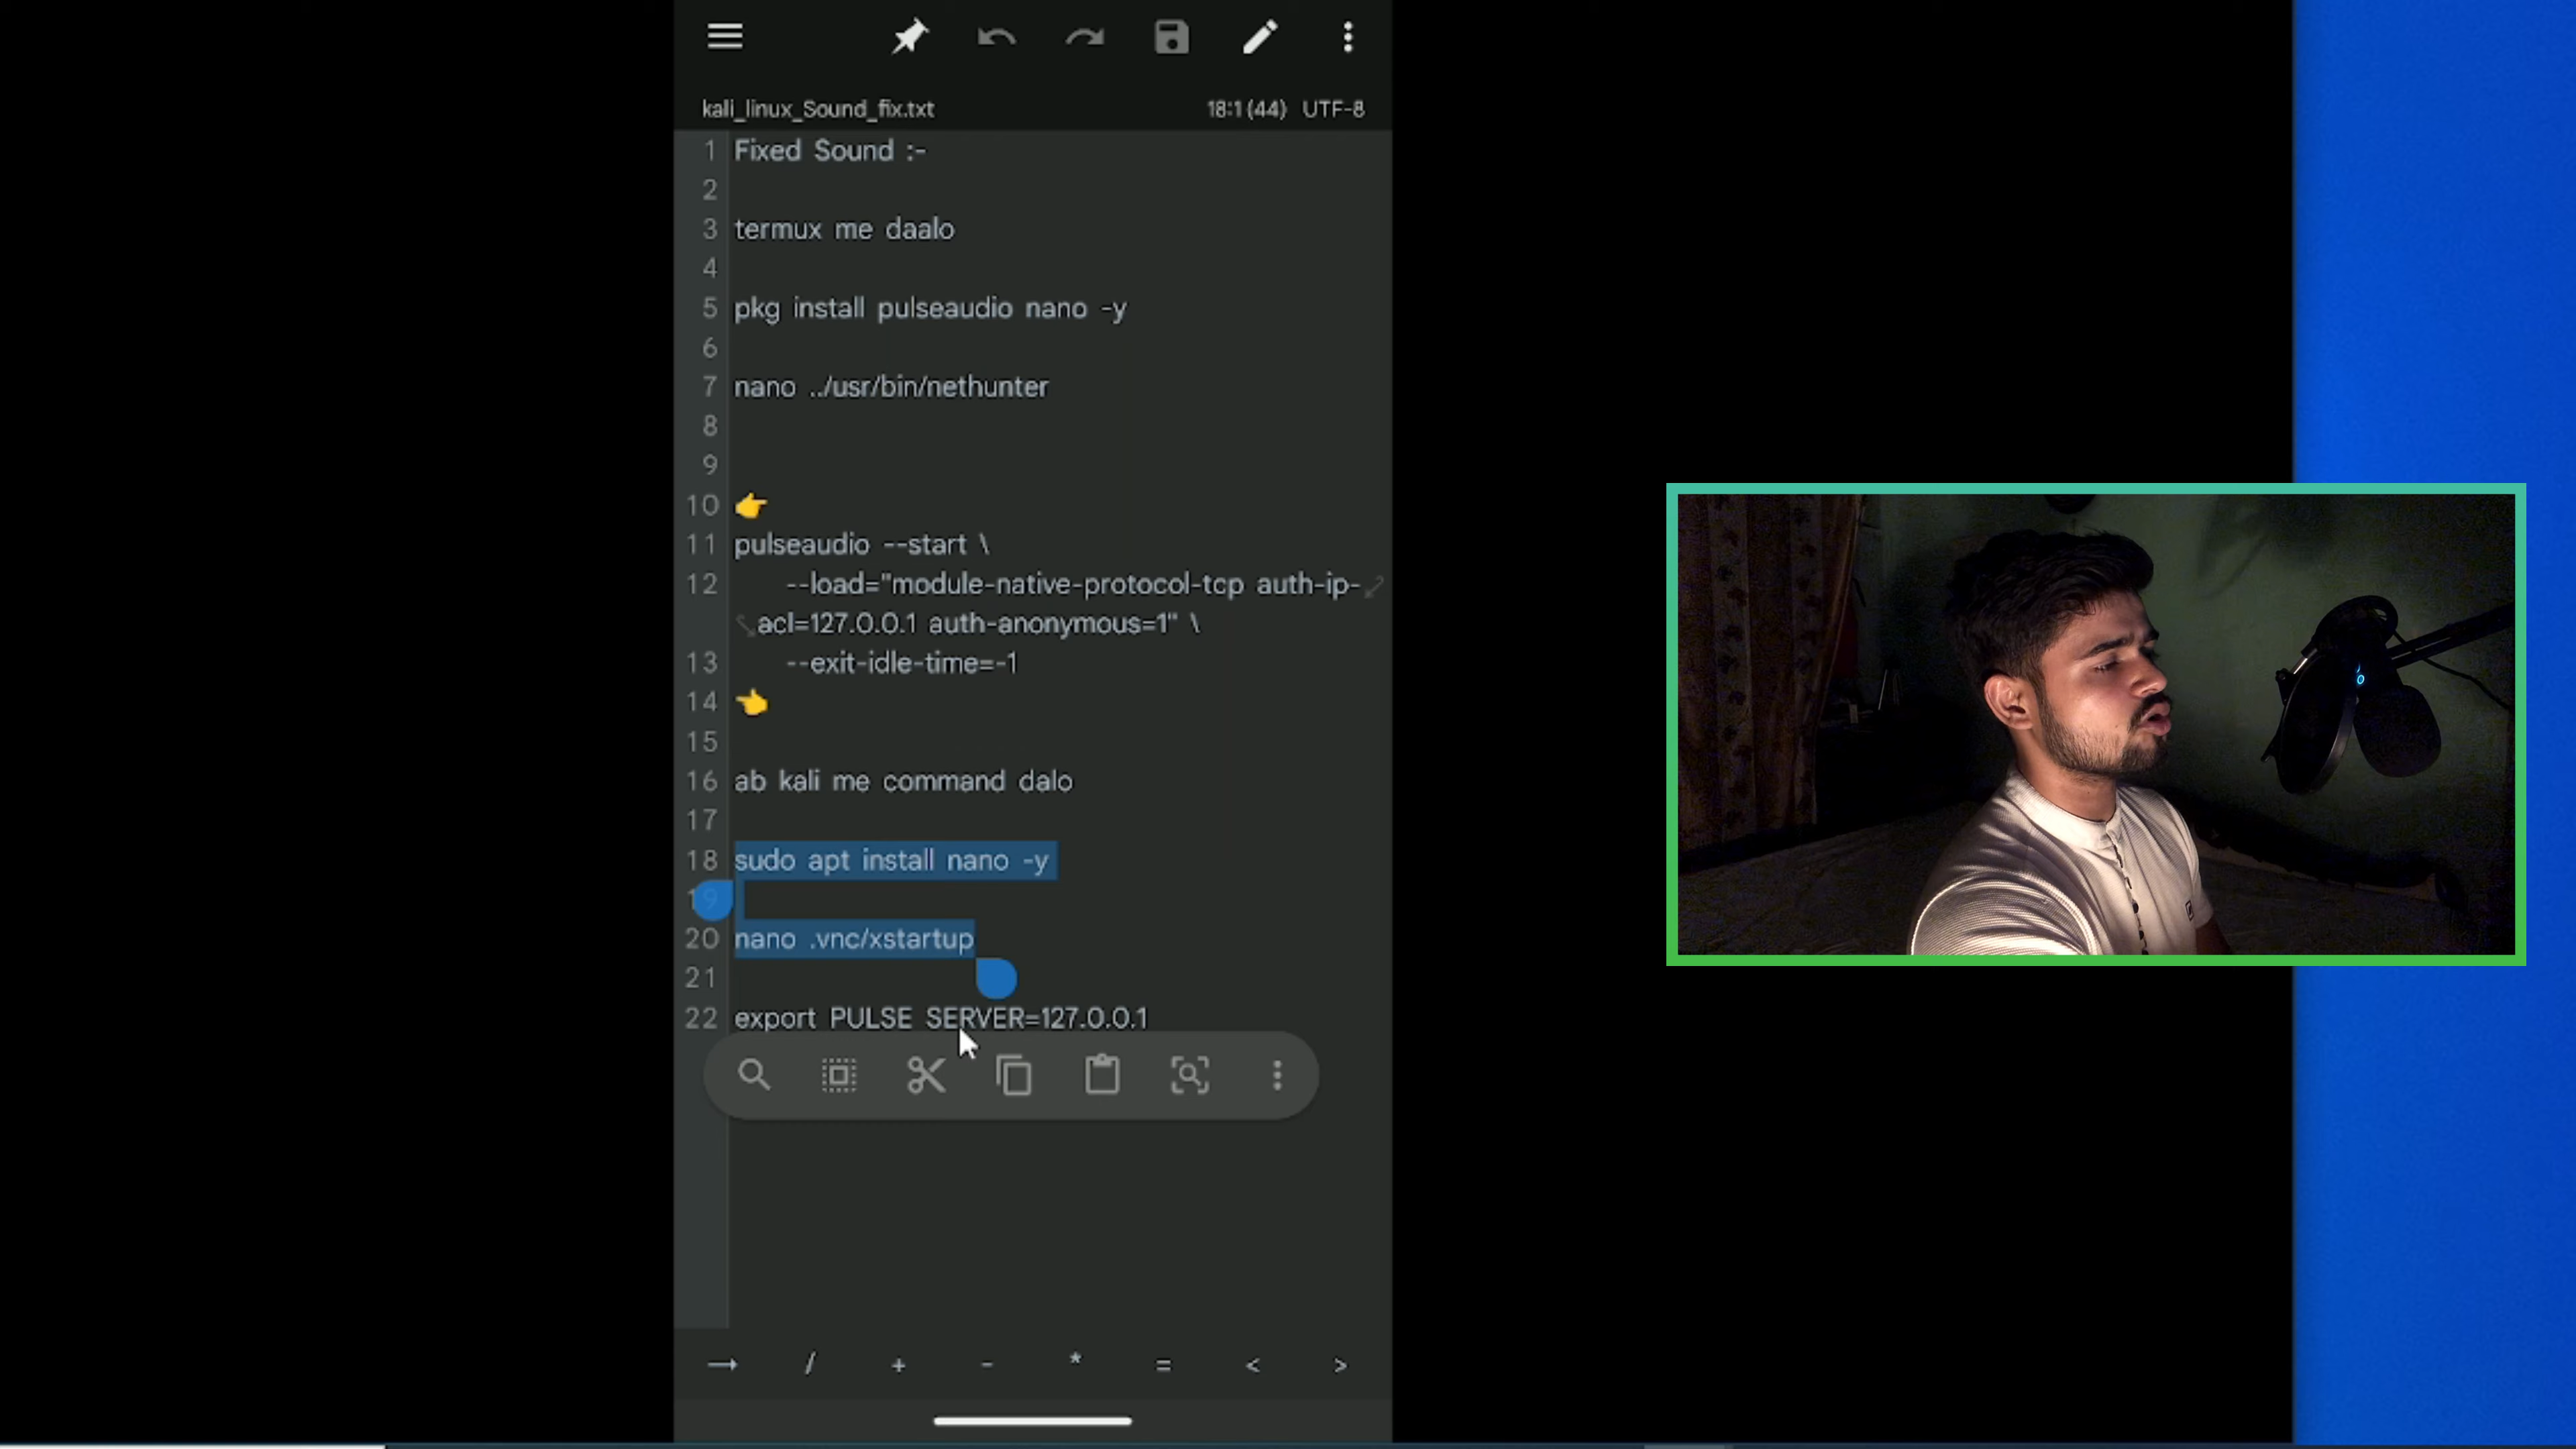 kali_linux_Sound_fix.txt 18:1 (44) UTF-8
1 Fixed Sound :-
2
3 termux me daalo
4
5 pkg install pulseaudio nano -y
6
7 nano ../usr/bin/nethunter
8
9
10 👉
11 pulseaudio --start \
12 --load="module-native-protocol-tcp auth-ip-
acl=127.0.0.1 auth-anonymous=1" \
13 --exit-idle-time=-1
14 👈
15
16 ab kali me command dalo
17
18 sudo apt install nano -y
19
20 nano .vnc/xstartup
21
22 export PULSE SERVER=127.0.0.1
→ / + - * = < >